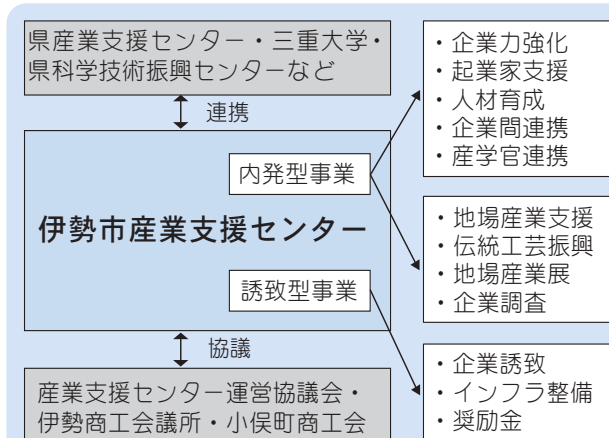 県産業支援センター・三重大学・
県科学技術振興センターなど
連携
内発型事業
伊勢市産業支援センター
誘致型事業
協議
産業支援センター運営協議会・
伊勢商工会議所・小俣町商工会
・企業力強化
・起業家支援
・人材育成
・企業間連携
・産学官連携
・地場産業支援
・伝統工芸振興
・地場産業展
・企業調査
・企業誘致
・インフラ整備
・奨励金